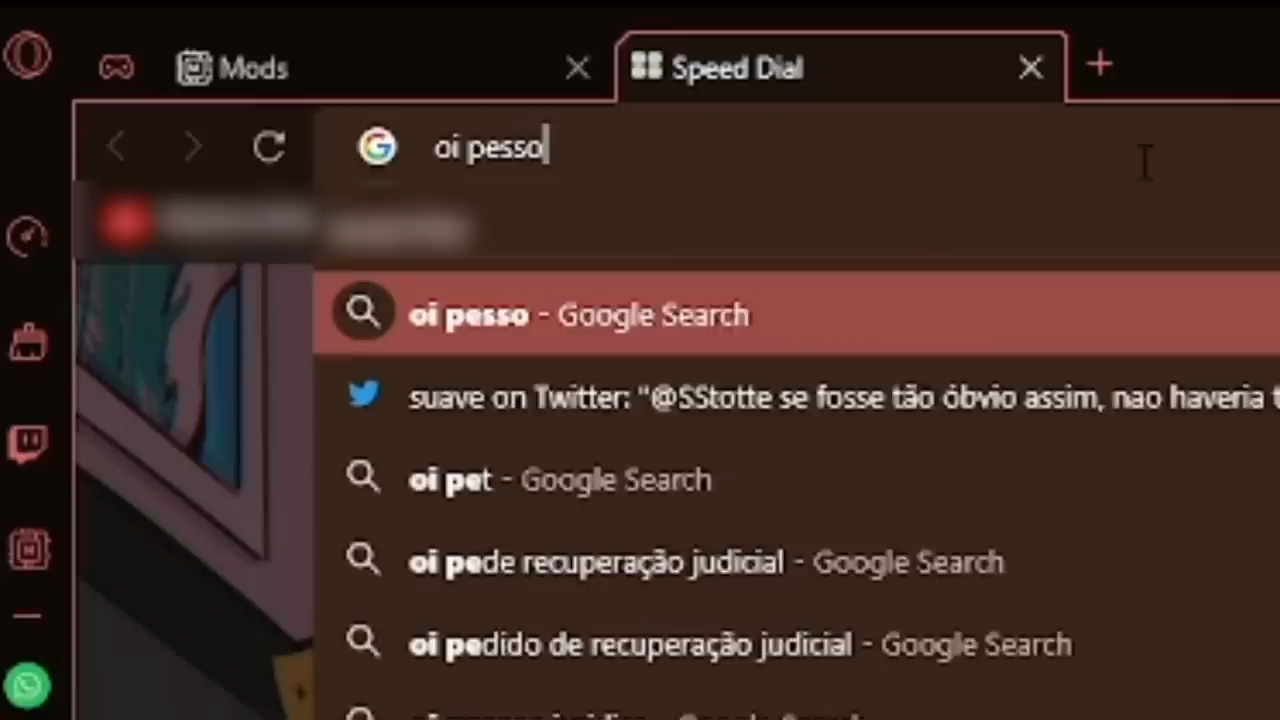 Mods
Speed Dial
oi pesso
oi pesso - Google Search
suave on Twitter: "@SStotte se fosse tão óbvio assim, nao haveria t
oi pet - Google Search
oi pede recuperação judicial - Google Search
oi pedido de recuperação judicial - Google Search